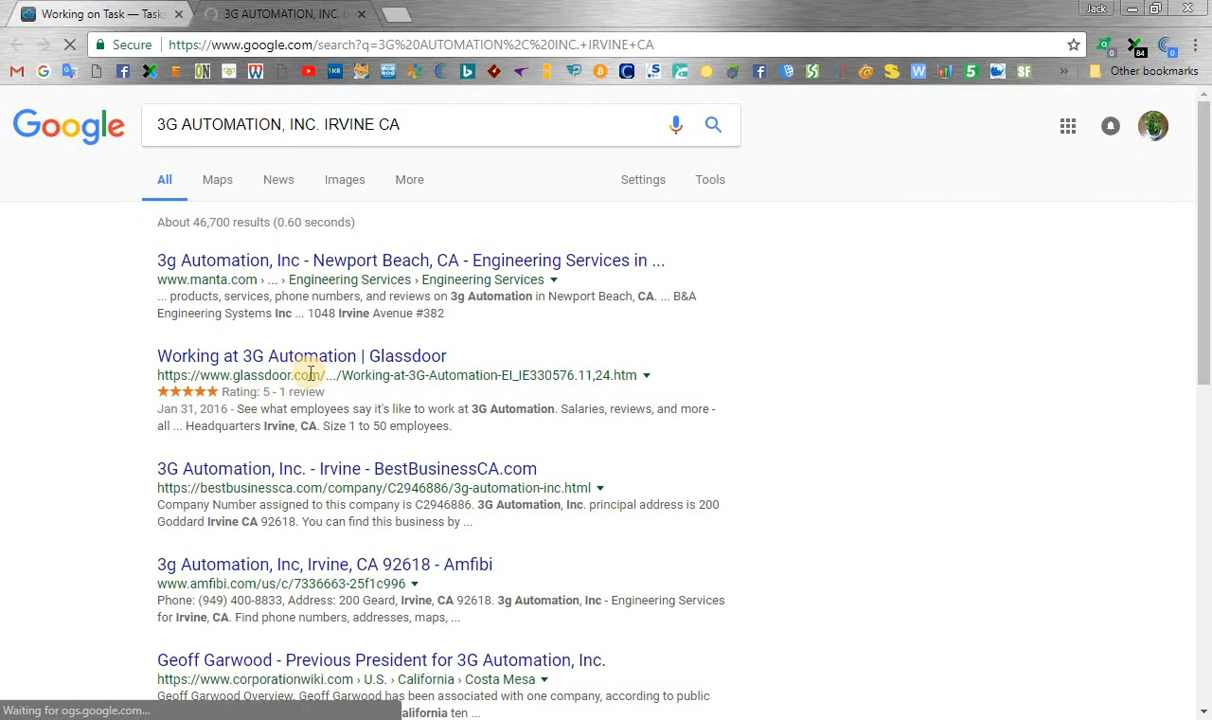 Working on Task — Task
3G AUTOMATION, INC.
Jack
Secure
https://www.google.com/search?q=3G%20AUTOMATION%2C%20INC.+IRVINE+CA
0
84
0
Other bookmarks
Google
3G AUTOMATION, INC. IRVINE CA
All
Maps
News
Images
More
Settings
Tools
About 46,700 results (0.60 seconds)
3g Automation, Inc - Newport Beach, CA - Engineering Services in ...
www.manta.com › ... › Engineering Services › Engineering Services
... products, services, phone numbers, and reviews on 3g Automation in Newport Beach, CA. ... B&A
Engineering Systems Inc ... 1048 Irvine Avenue #382
Working at 3G Automation | Glassdoor
https://www.glassdoor.com/.../Working-at-3G-Automation-EI_IE330576.11,24.htm
Rating: 5 - 1 review
Jan 31, 2016 - See what employees say it's like to work at 3G Automation. Salaries, reviews, and more -
all ... Headquarters Irvine, CA. Size 1 to 50 employees.
3G Automation, Inc. - Irvine - BestBusinessCA.com
https://bestbusinessca.com/company/C2946886/3g-automation-inc.html
Company Number assigned to this company is C2946886. 3G Automation, Inc. principal address is 200
Goddard Irvine CA 92618. You can find this business by ...
3g Automation, Inc, Irvine, CA 92618 - Amfibi
www.amfibi.com/us/c/7336663-25f1c996
Phone: (949) 400-8833, Address: 200 Geard, Irvine, CA 92618. 3g Automation, Inc - Engineering Services
for Irvine, CA. Find phone numbers, addresses, maps, ...
Geoff Garwood - Previous President for 3G Automation, Inc.
https://www.corporationwiki.com › U.S. › California › Costa Mesa
Geoff Garwood Overview. Geoff Garwood has been associated with one company, according to public
alifornia ten ...
Waiting for ogs.google.com...